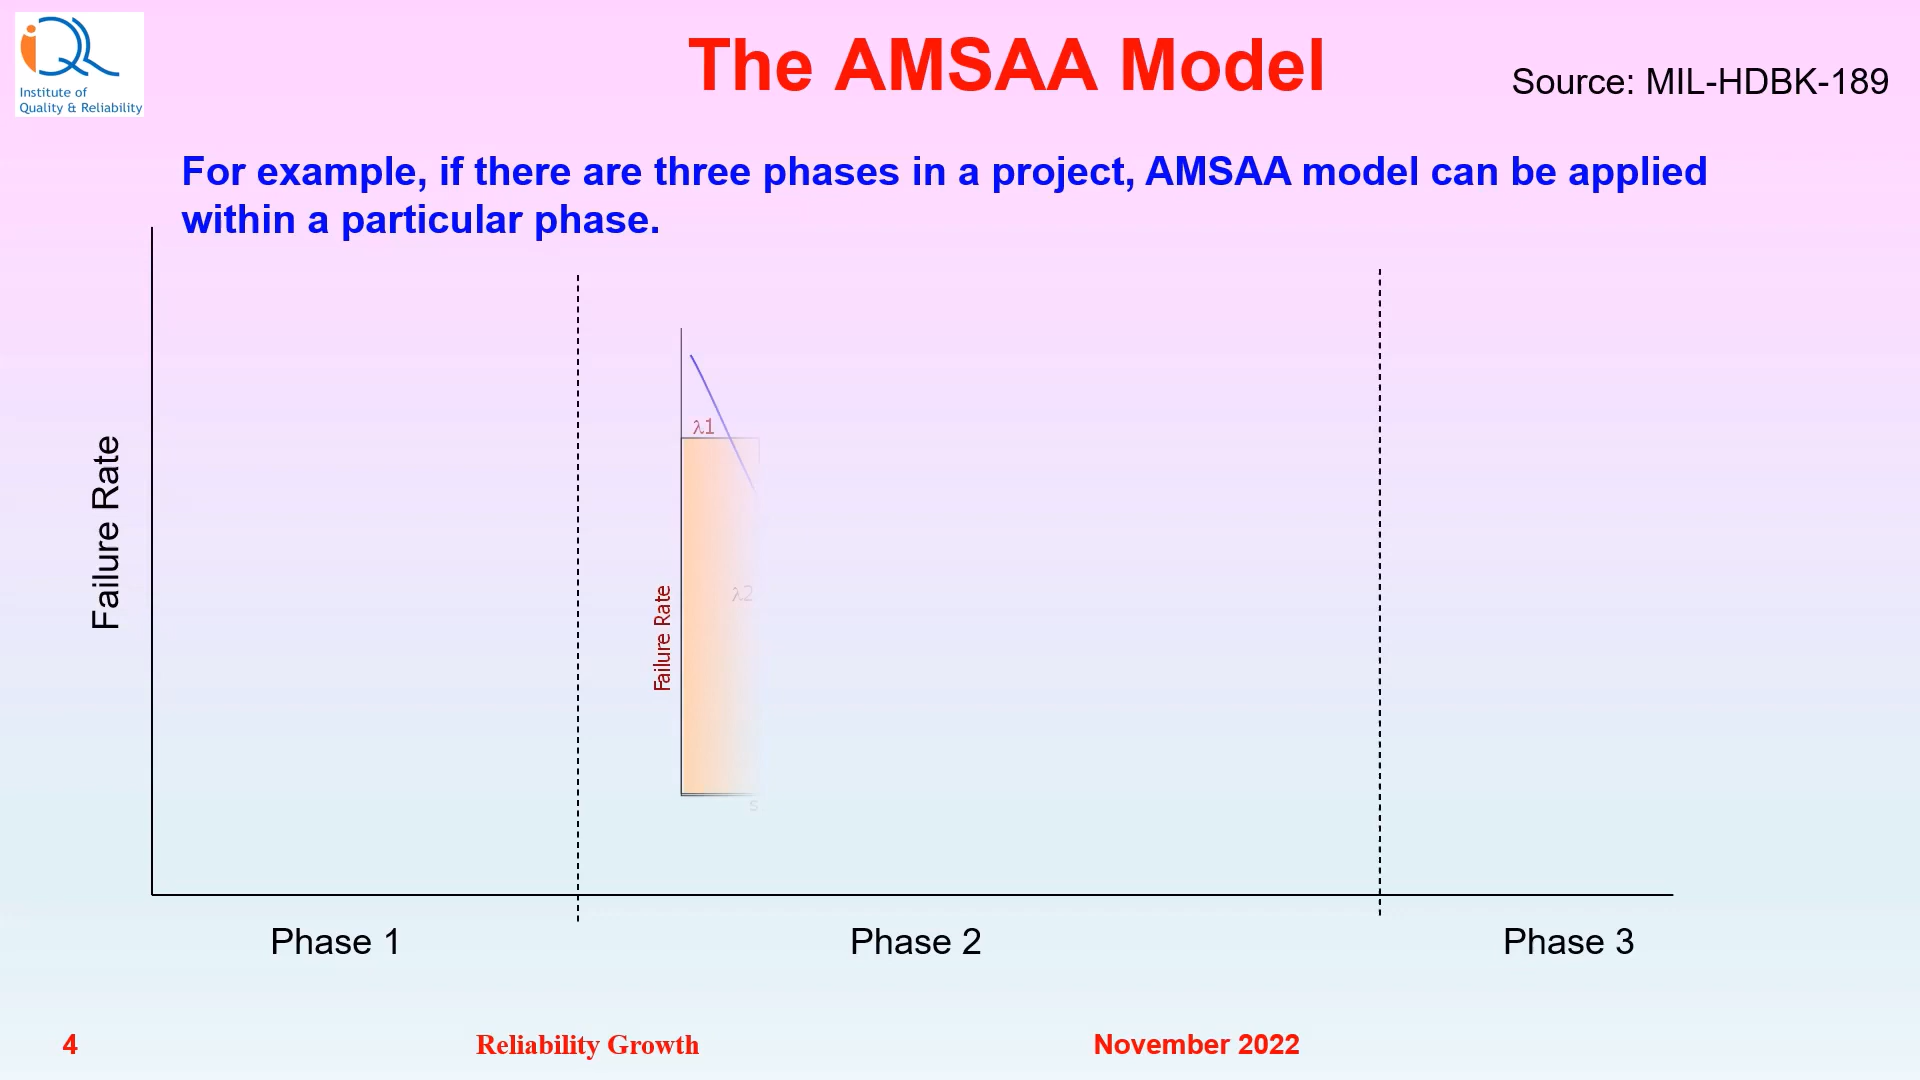 iQR
Institute of
Quality & Reliability
The AMSAA Model
Source: MIL-HDBK-189
For example, if there are three phases in a project, AMSAA model can be applied
within a particular phase.
Failure Rate
λ1
λ2
Failure Rate
s
Phase 1
Phase 2
Phase 3
4
Reliability Growth
November 2022